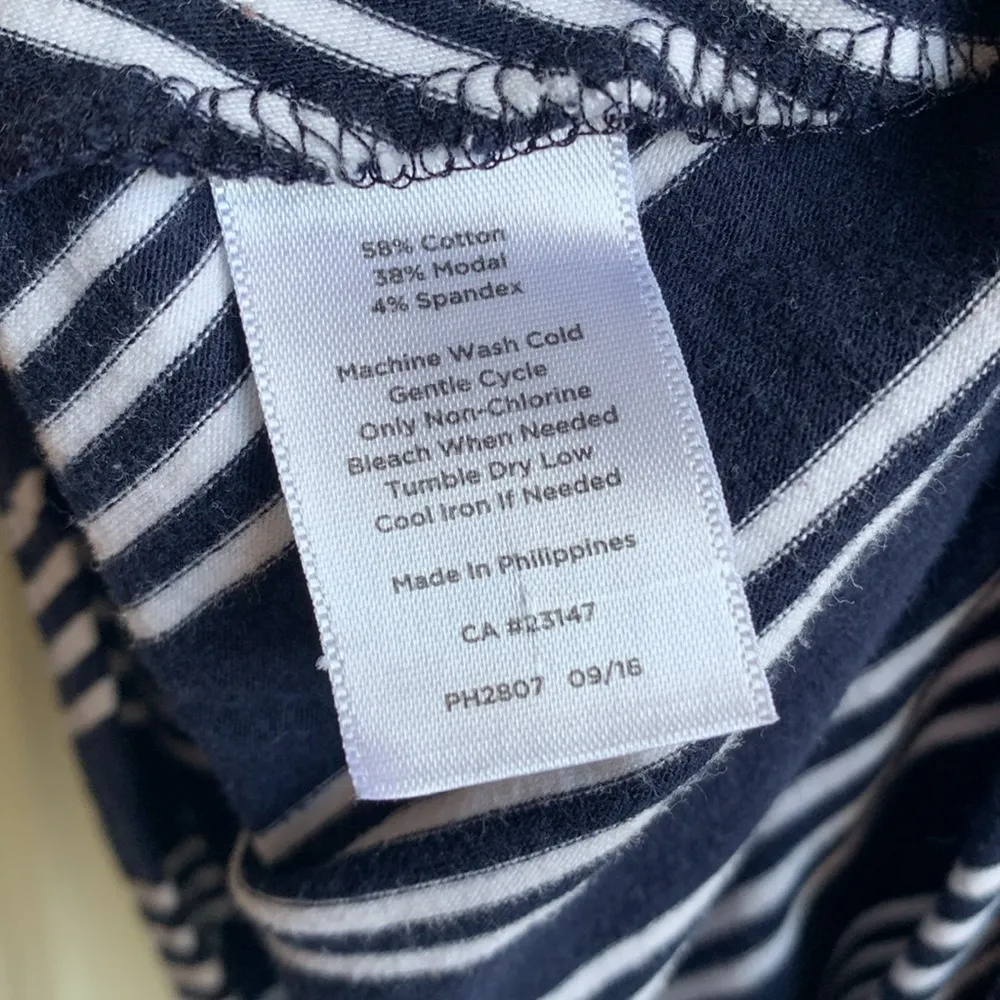 58% Cotton
38% Modal
4% Spandex
Machine Wash Cold
Gentle Cycle
Only Non-Chlorine
Bleach When Needed
Tumble Dry Low
Cool Iron If Needed
Made In Philippines
CA #23147
PH2807 09/16